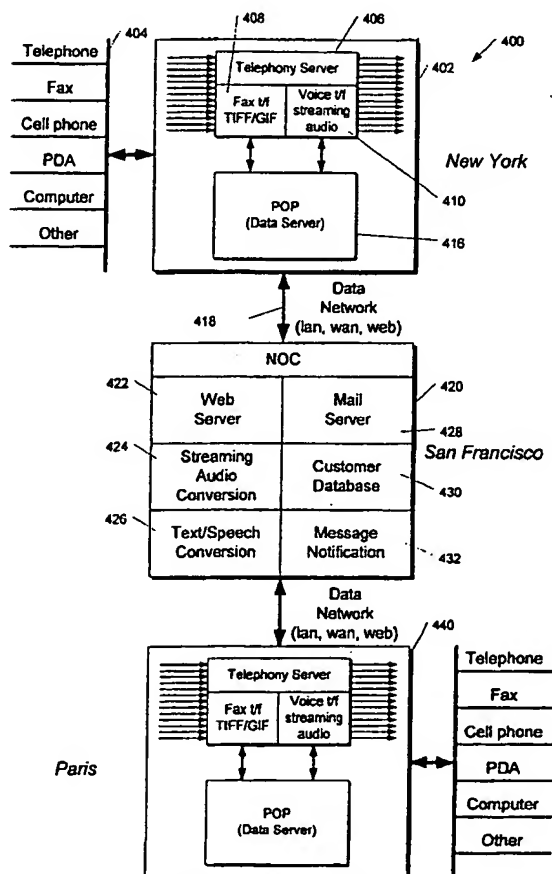 404
408
406
400
Telephone
Telephony Server
402
Fax
Fax t/f
TIFF/GIF
Voice t/f
streaming
audio
Cell phone
New York
PDA
410
Computer
POP
(Data Server)
416
Other
418
Data
Network
(lan, wan, web)
NOC
422
420
Web
Server
Mail
Server
428
424
San Francisco
Streaming
Audio
Conversion
Customer
Database
430
426
Text/Speech
Conversion
Message
Notification
432
Data
Network
(lan, wan, web)
440
Telephony Server
Telephone
Fax t/f
TIFF/GIF
Voice t/f
streaming
audio
Fax
Cell phone
Paris
PDA
POP
(Data Server)
Computer
Other